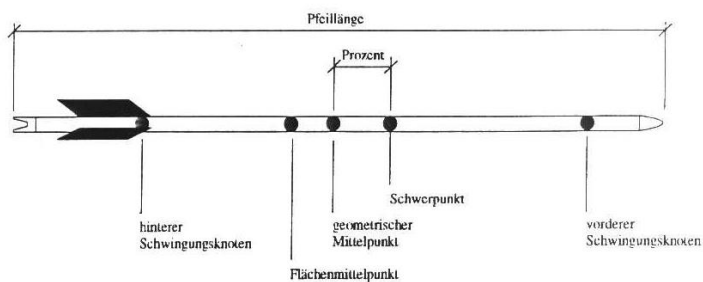 Pfeillänge
Prozent
Schwerpunkt
hinterer
Schwingungsknoten
geometrischer
Mittelpunkt
vorderer
Schwingungsknoten
Flächenmittelpunkt